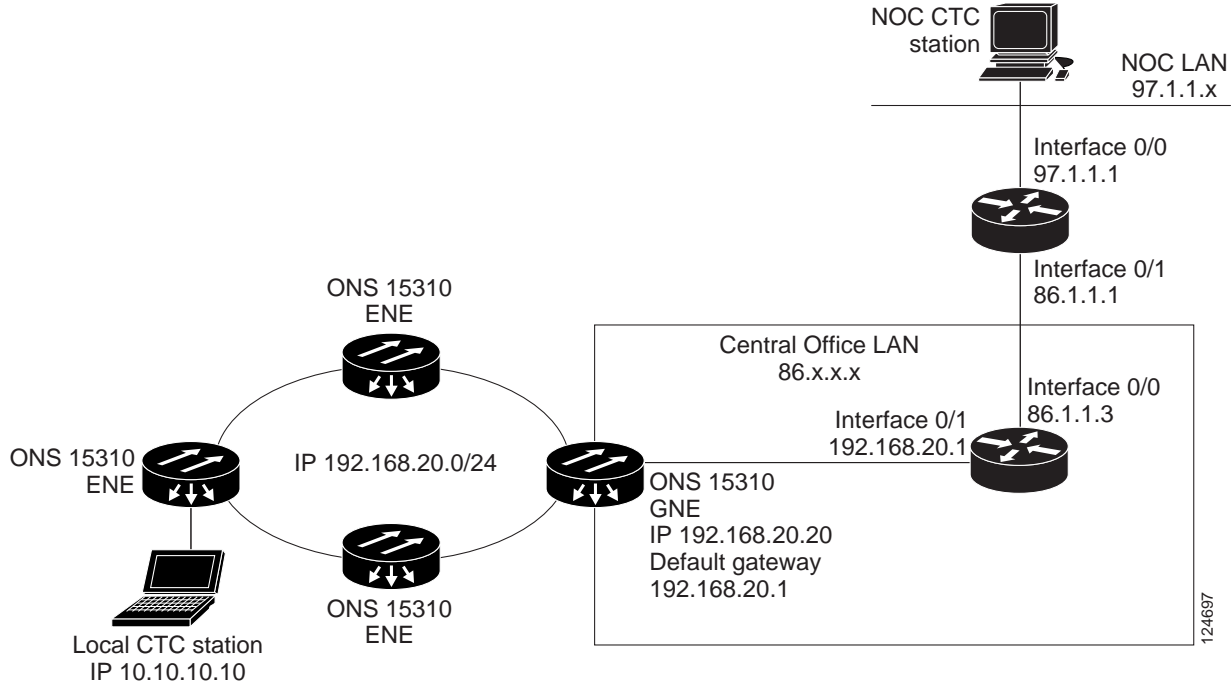 NOC CTC
station
NOC LAN
97.1.1.x
Interface 0/0
97.1.1.1
Interface 0/1
86.1.1.1
ONS 15310
ENE
Central Office LAN
86.x.x.x
Interface 0/0
86.1.1.3
Interface 0/1
192.168.20.1
ONS 15310
ENE
IP 192.168.20.0/24
ONS 15310
GNE
IP 192.168.20.20
Default gateway
192.168.20.1
ONS 15310
ENE
Local CTC station
IP 10.10.10.10
124697